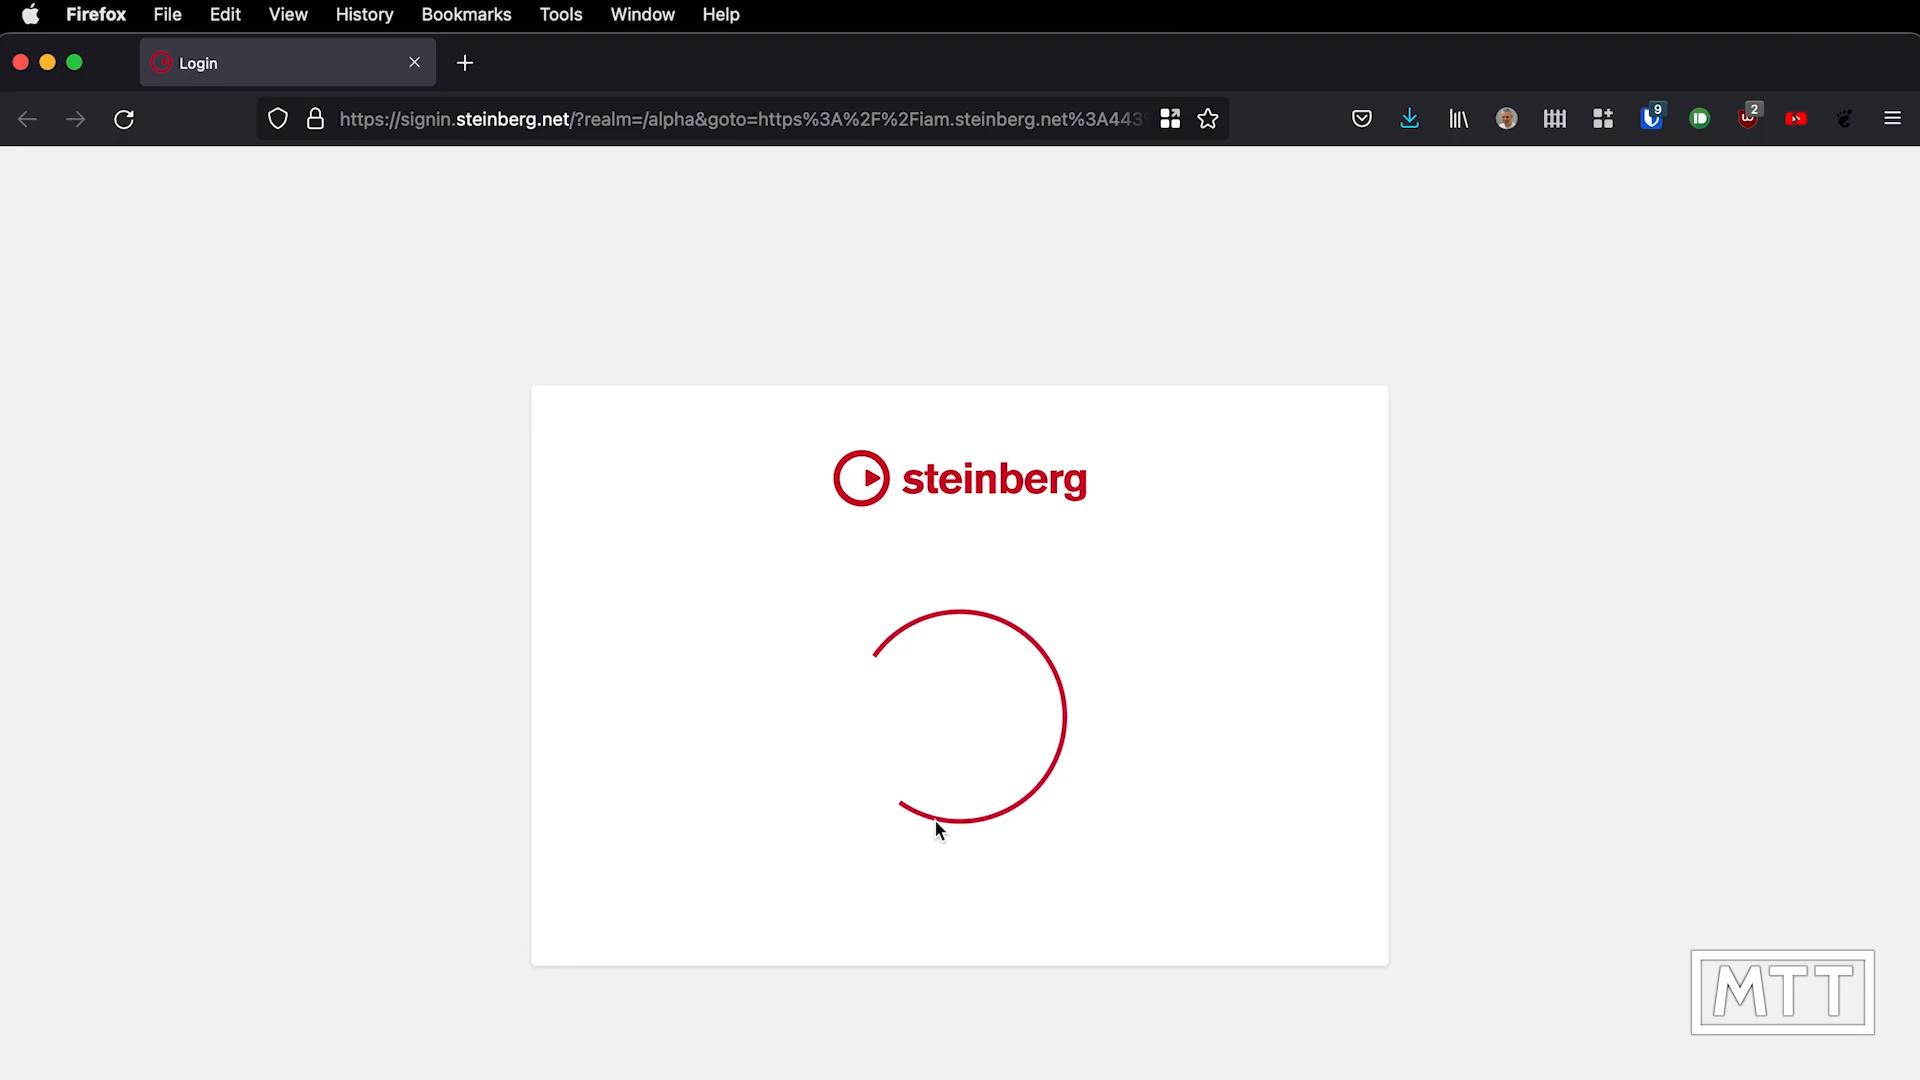 Firefox File Edit View History Bookmarks Tools Window Help
Login
https://signin.steinberg.net/?realm=/alpha&goto=https%3A%2F%2Fiam.steinberg.net%3A443
9
2
steinberg
MTT